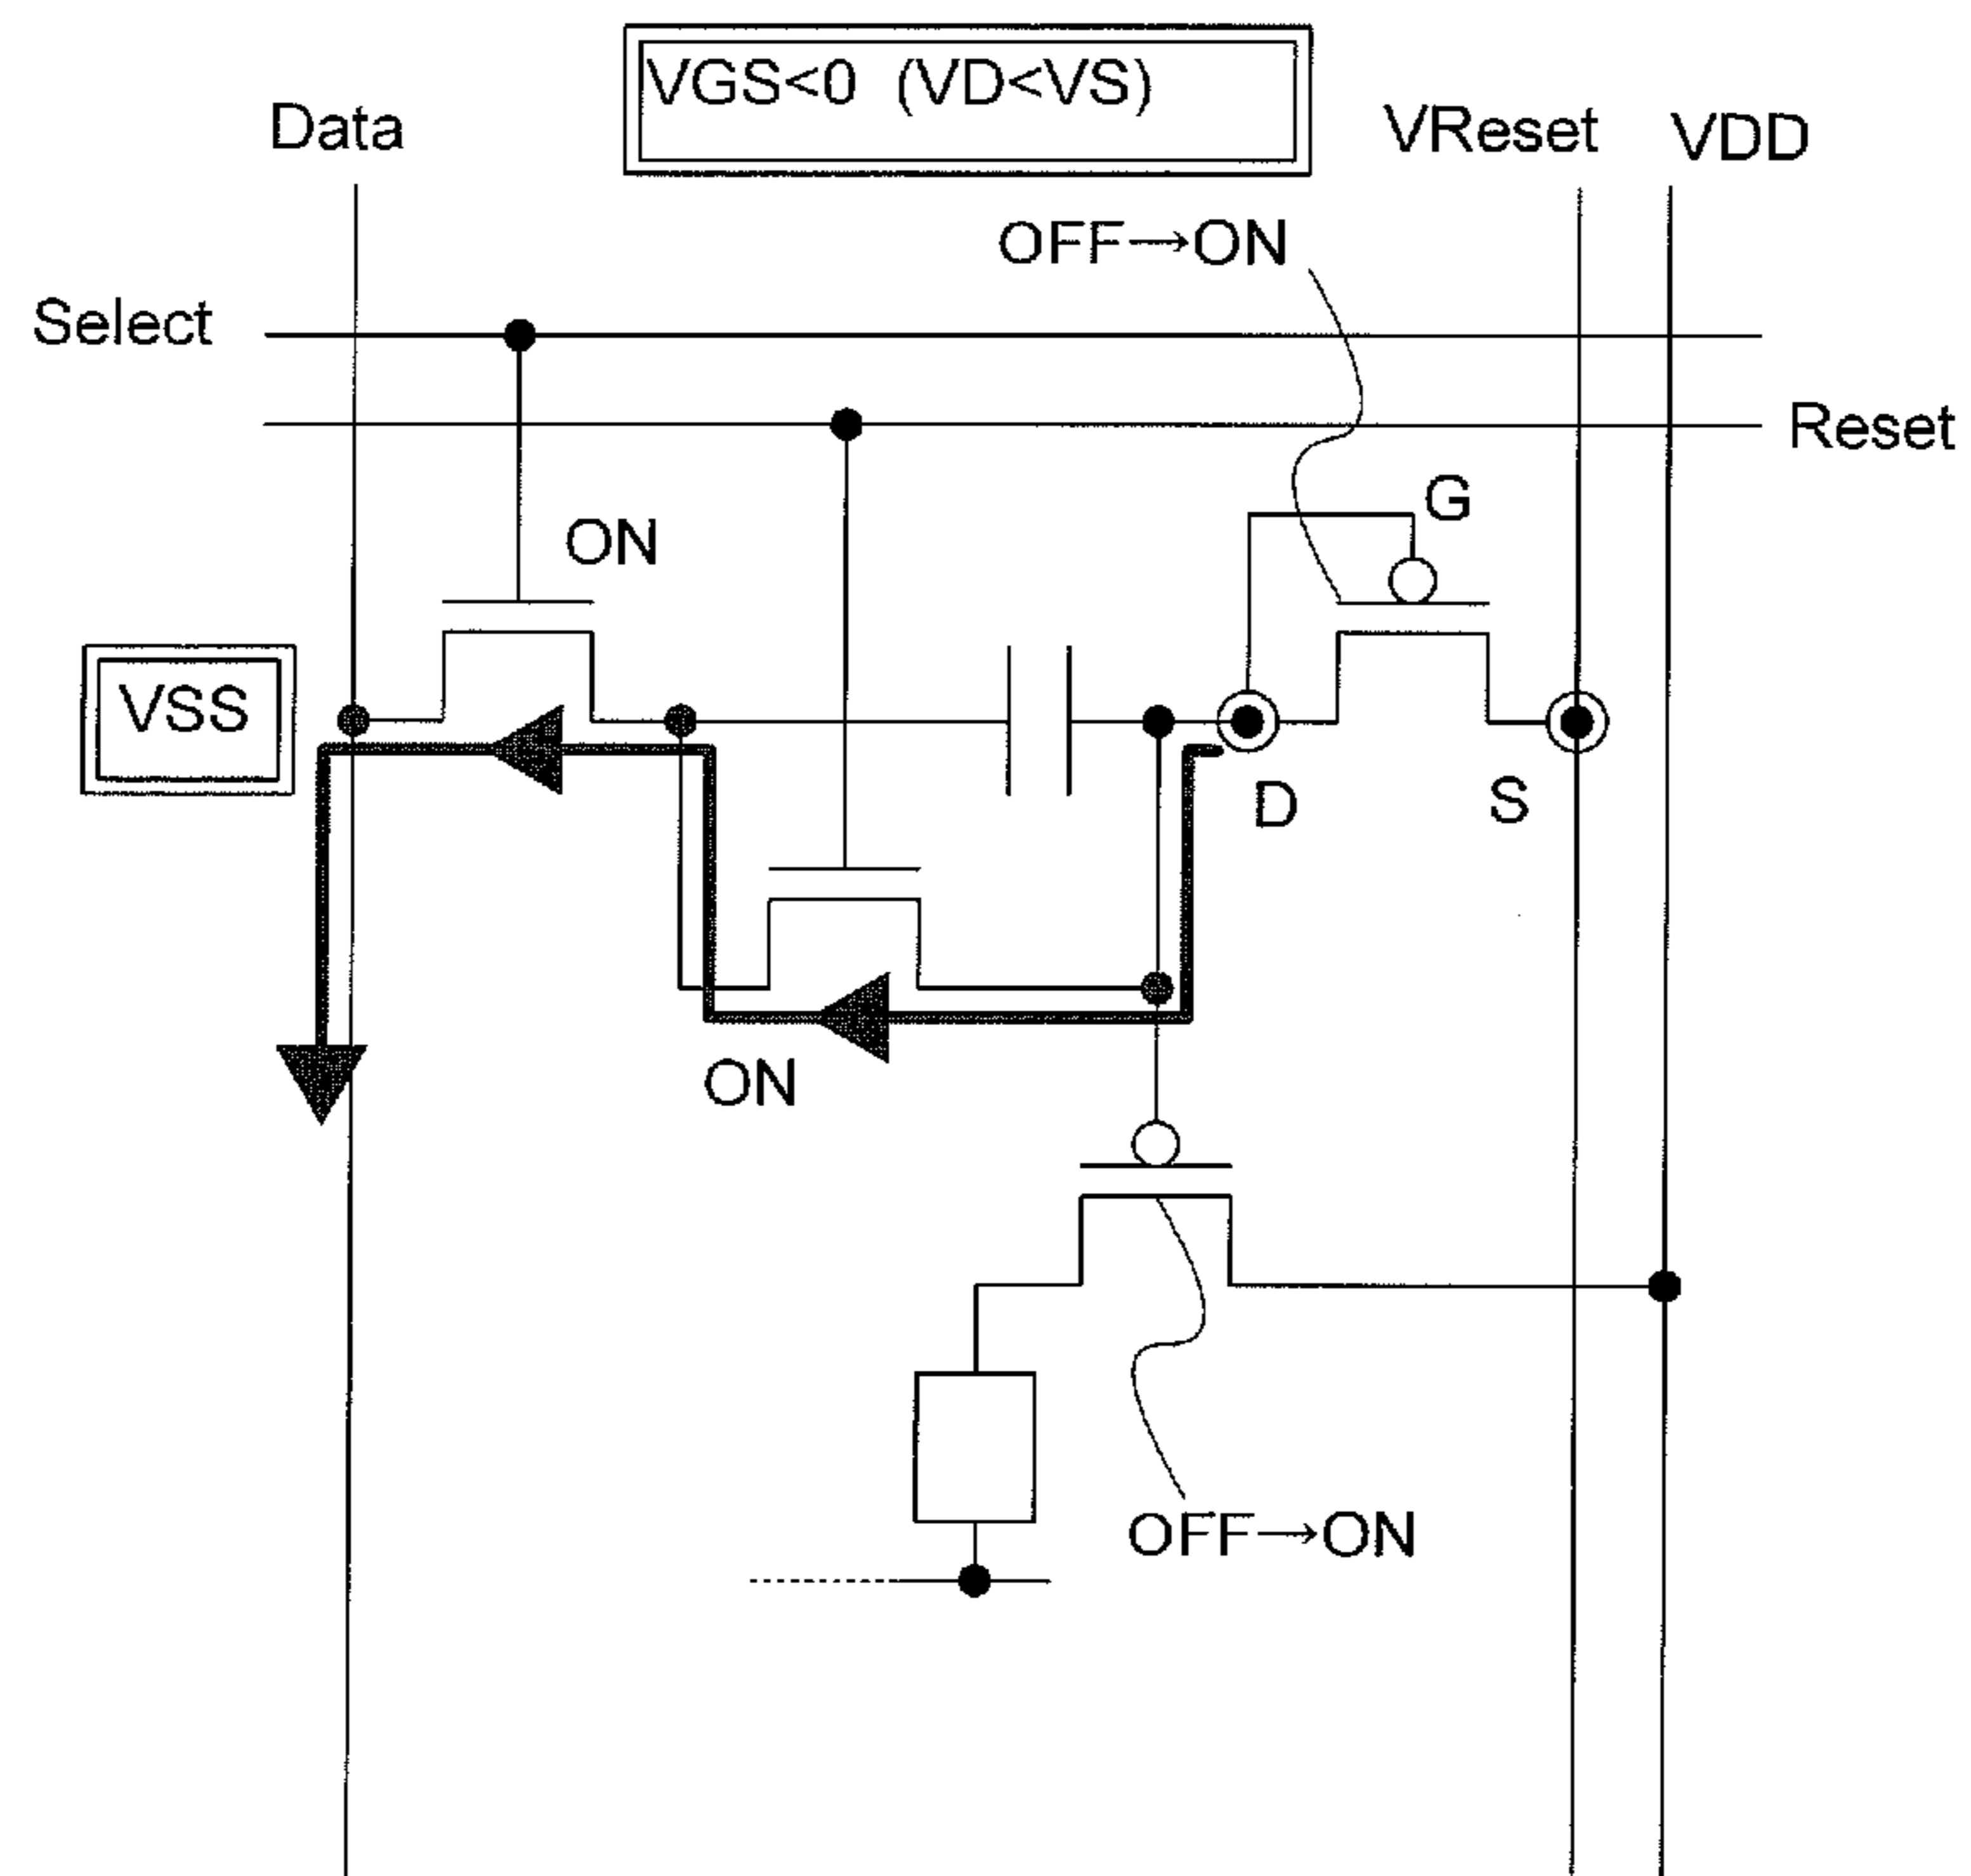 VGS<0 (VD<VS)
Data
VReset
VDD
OFF→ON
Select
Reset
G
ON
VSS
D
S
ON
OFF→ON